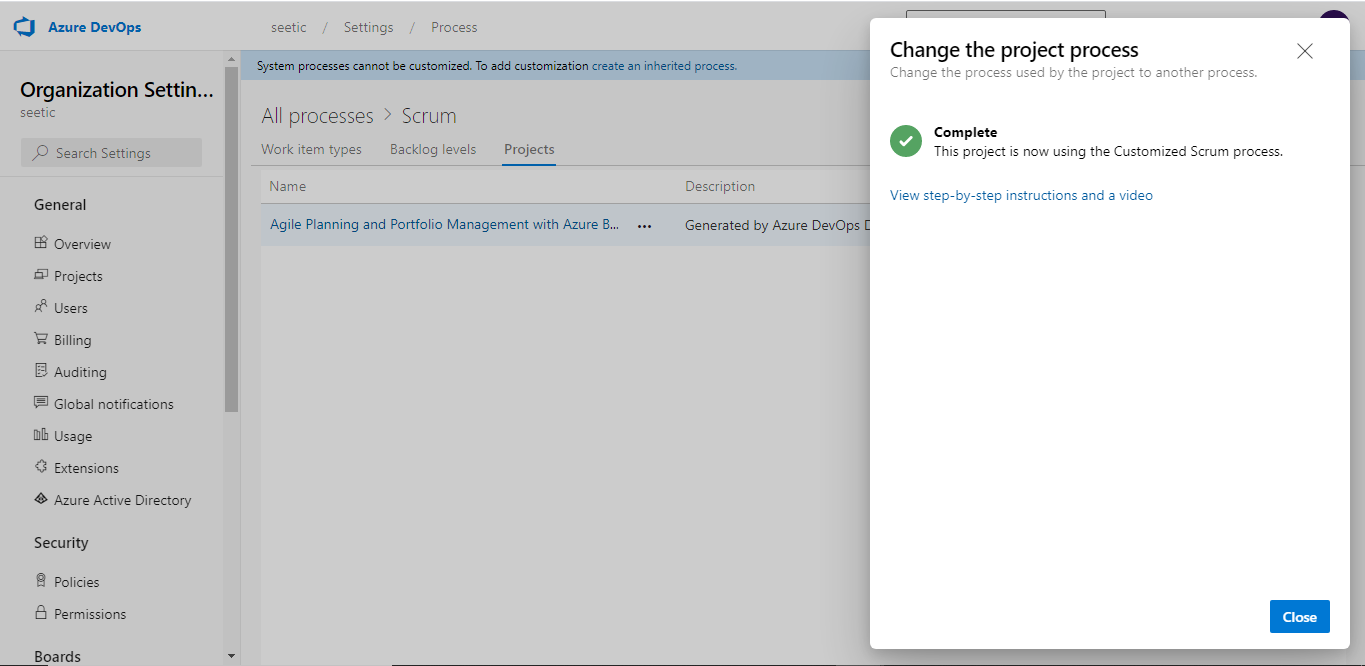 Azure DevOps
seetic / Settings / Process
Organization Settin...
seetic
Search Settings
General
Overview
Projects
Users
Billing
Auditing
Global notifications
Usage
Extensions
Azure Active Directory
Security
Policies
Permissions
Boards
System processes cannot be customized. To add customization create an inherited process.
All processes > Scrum
Work item types Backlog levels Projects
Name Description
Agile Planning and Portfolio Management with Azure B... ... Generated by Azure DevOps D
Change the project process
Change the process used by the project to another process.
Complete
This project is now using the Customized Scrum process.
View step-by-step instructions and a video
Close